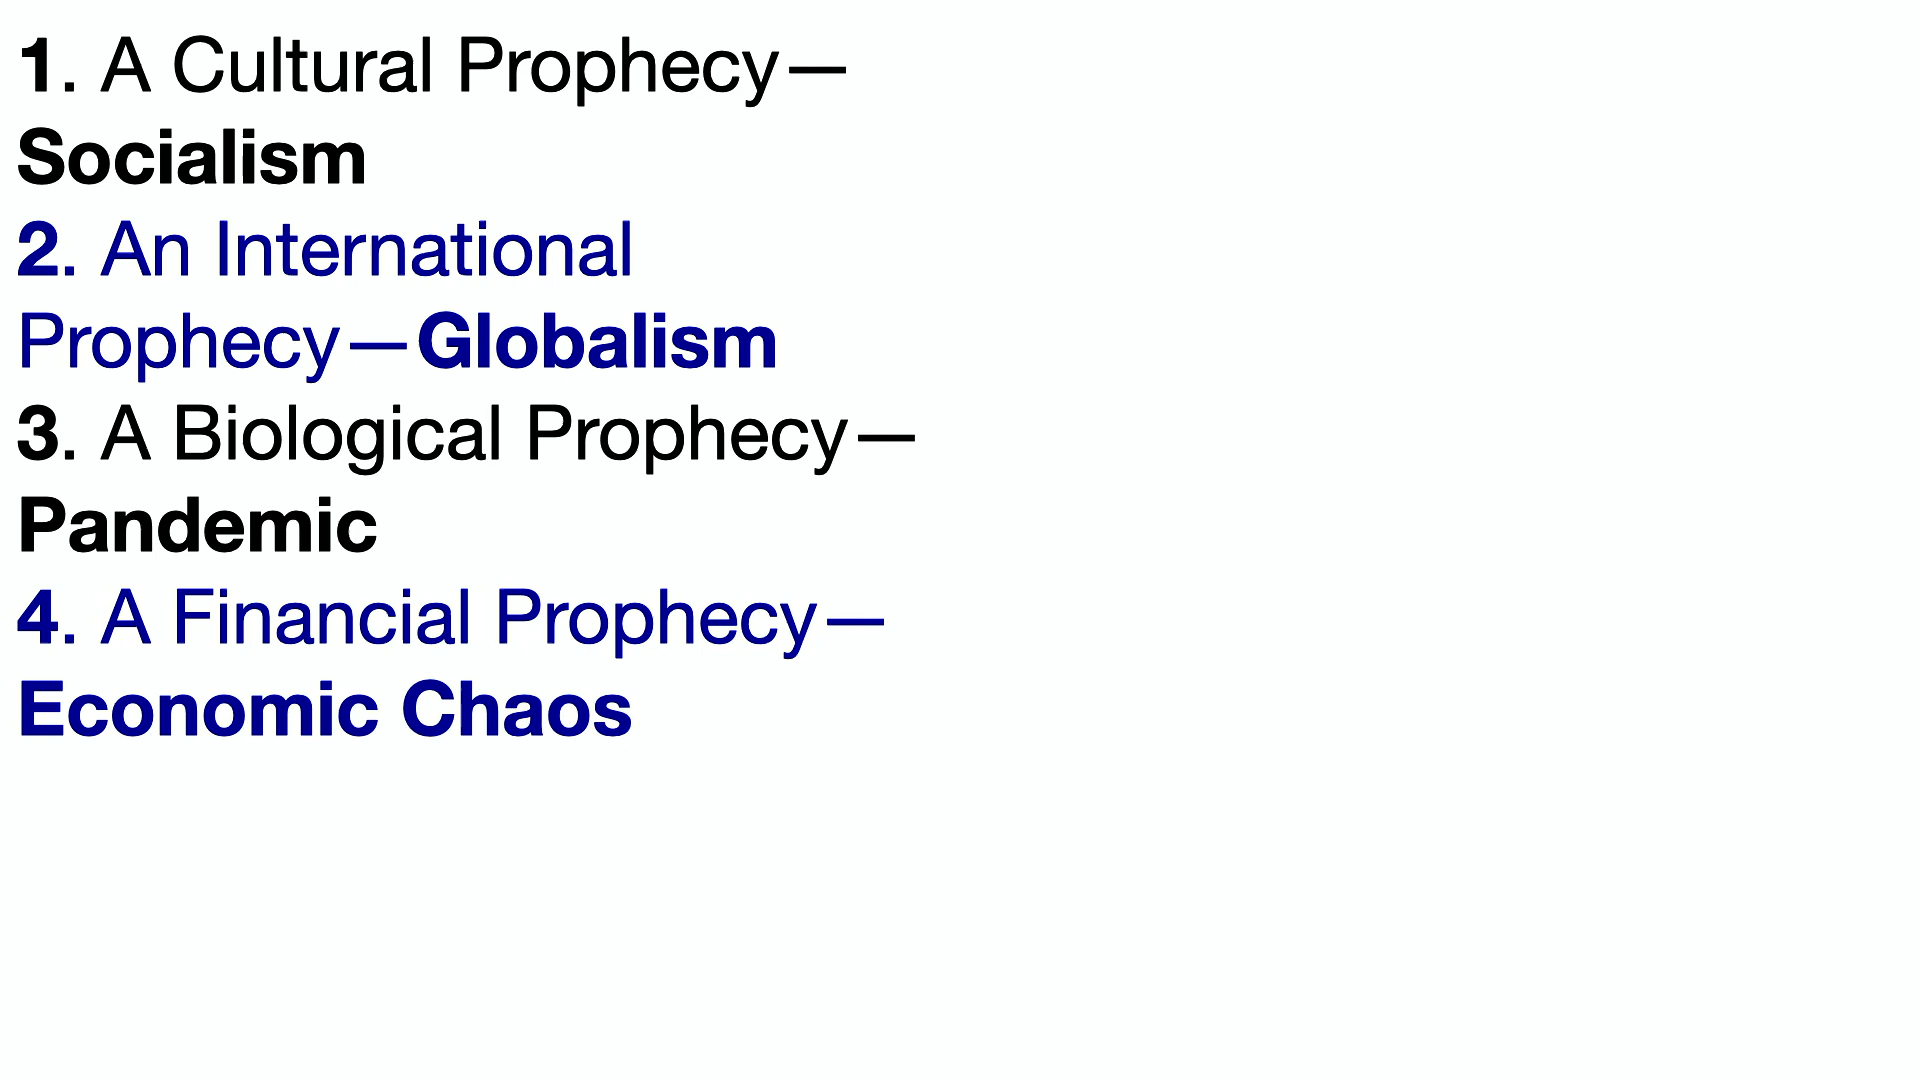 1. A Cultural Prophecy—
Socialism
2. An International
Prophecy—Globalism
3. A Biological Prophecy—
Pandemic
4. A Financial Prophecy—
Economic Chaos